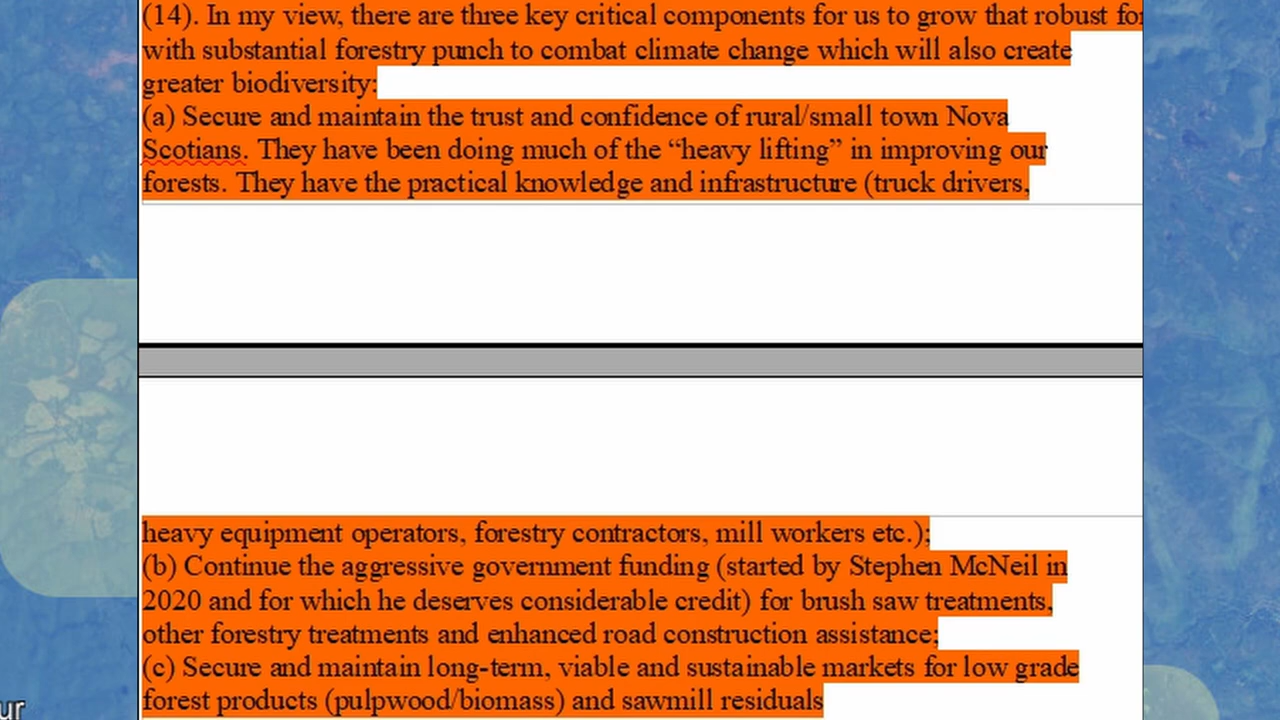 (14). In my view, there are three key critical components for us to grow that robust
with substantial forestry punch to combat climate change which will also create
greater biodiversity:
(a) Secure and maintain the trust and confidence of rural/small town Nova
Scotians. They have been doing much of the “heavy lifting” in improving our
forests. They have the practical knowledge and infrastructure (truck drivers,
heavy equipment operators, forestry contractors, mill workers etc.);
(b) Continue the aggressive government funding (started by Stephen McNeil in
2020 and for which he deserves considerable credit) for brush saw treatments,
other forestry treatments and enhanced road construction assistance;
(c) Secure and maintain long-term, viable and sustainable markets for low grade
forest products (pulpwood/biomass) and sawmill residuals